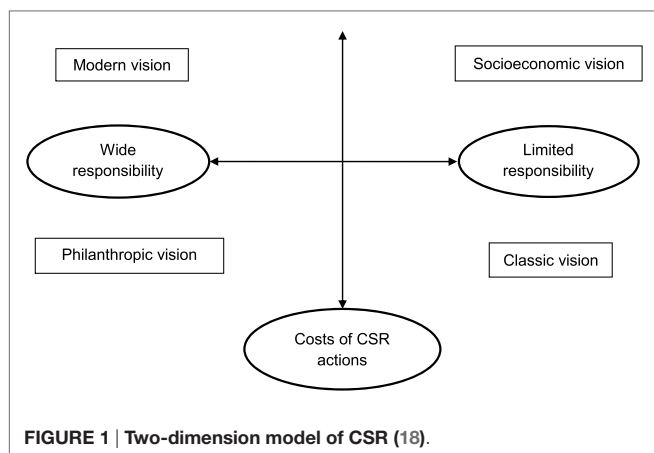 Modern vision
Socioeconomic vision
Wide
responsibility
Limited
responsibility
Philanthropic vision
Classic vision
Costs of CSR
actions
FIGURE 1 | Two-dimension model of CSR (18).